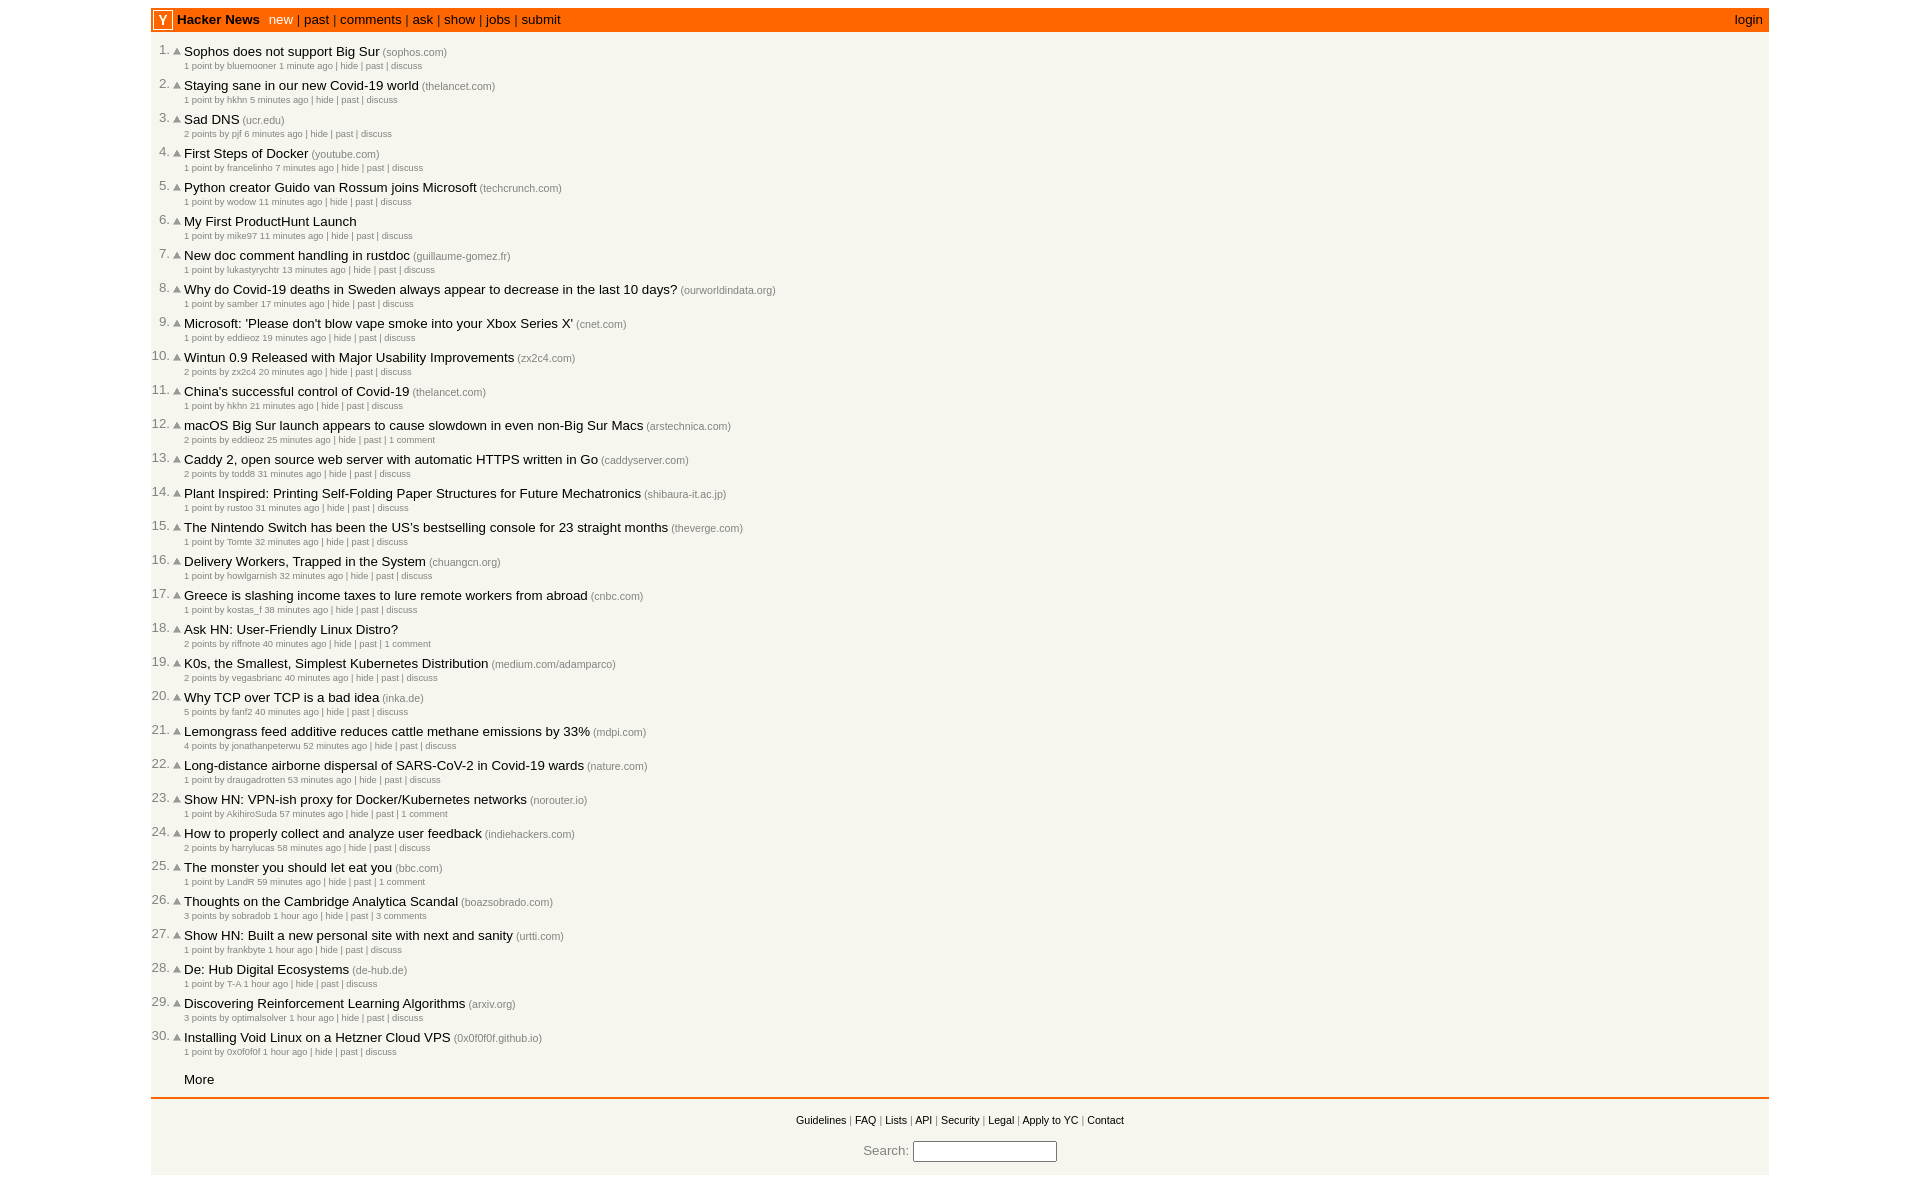 Y Hacker News new | past | comments | ask | show | jobs | submit login
1. Sophos does not support Big Sur (sophos.com)
1 point by bluemooner 1 minute ago | hide | past | discuss
2. Staying sane in our new Covid-19 world (thelancet.com)
1 point by hkhn 5 minutes ago | hide | past | discuss
3. Sad DNS (ucr.edu)
2 points by pjf 6 minutes ago | hide | past | discuss
4. First Steps of Docker (youtube.com)
1 point by francelinho 7 minutes ago | hide | past | discuss
5. Python creator Guido van Rossum joins Microsoft (techcrunch.com)
1 point by wodow 11 minutes ago | hide | past | discuss
6. My First ProductHunt Launch
1 point by mike97 11 minutes ago | hide | past | discuss
7. New doc comment handling in rustdoc (guillaume-gomez.fr)
1 point by lukastyrychtr 13 minutes ago | hide | past | discuss
8. Why do Covid-19 deaths in Sweden always appear to decrease in the last 10 days? (ourworldindata.org)
1 point by samber 17 minutes ago | hide | past | discuss
9. Microsoft: 'Please don't blow vape smoke into your Xbox Series X' (cnet.com)
1 point by eddieoz 19 minutes ago | hide | past | discuss
10. Wintun 0.9 Released with Major Usability Improvements (zx2c4.com)
2 points by zx2c4 20 minutes ago | hide | past | discuss
11. China's successful control of Covid-19 (thelancet.com)
1 point by hkhn 21 minutes ago | hide | past | discuss
12. macOS Big Sur launch appears to cause slowdown in even non-Big Sur Macs (arstechnica.com)
2 points by eddieoz 25 minutes ago | hide | past | 1 comment
13. Caddy 2, open source web server with automatic HTTPS written in Go (caddyserver.com)
2 points by todd8 31 minutes ago | hide | past | discuss
14. Plant Inspired: Printing Self-Folding Paper Structures for Future Mechatronics (shibaura-it.ac.jp)
1 point by rustoo 31 minutes ago | hide | past | discuss
15. The Nintendo Switch has been the US's bestselling console for 23 straight months (theverge.com)
1 point by Tomte 32 minutes ago | hide | past | discuss
16. Delivery Workers, Trapped in the System (chuangcn.org)
1 point by howlgarnish 32 minutes ago | hide | past | discuss
17. Greece is slashing income taxes to lure remote workers from abroad (cnbc.com)
1 point by kostas_f 38 minutes ago | hide | past | discuss
18. Ask HN: User-Friendly Linux Distro?
2 points by riffnote 40 minutes ago | hide | past | 1 comment
19. K0s, the Smallest, Simplest Kubernetes Distribution (medium.com/adamparco)
2 points by vegasbrianc 40 minutes ago | hide | past | discuss
20. Why TCP over TCP is a bad idea (inka.de)
5 points by fanf2 40 minutes ago | hide | past | discuss
21. Lemongrass feed additive reduces cattle methane emissions by 33% (mdpi.com)
4 points by jonathanpeterwu 52 minutes ago | hide | past | discuss
22. Long-distance airborne dispersal of SARS-CoV-2 in Covid-19 wards (nature.com)
1 point by draugadrotten 53 minutes ago | hide | past | discuss
23. Show HN: VPN-ish proxy for Docker/Kubernetes networks (norouter.io)
1 point by AkihiroSuda 57 minutes ago | hide | past | 1 comment
24. How to properly collect and analyze user feedback (indiehackers.com)
2 points by harrylucas 58 minutes ago | hide | past | discuss
25. The monster you should let eat you (bbc.com)
1 point by LandR 59 minutes ago | hide | past | 1 comment
26. Thoughts on the Cambridge Analytica Scandal (boazsobrado.com)
3 points by sobradob 1 hour ago | hide | past | 3 comments
27. Show HN: Built a new personal site with next and sanity (urtti.com)
1 point by frankbyte 1 hour ago | hide | past | discuss
28. De: Hub Digital Ecosystems (de-hub.de)
1 point by T-A 1 hour ago | hide | past | discuss
29. Discovering Reinforcement Learning Algorithms (arxiv.org)
3 points by optimalsolver 1 hour ago | hide | past | discuss
30. Installing Void Linux on a Hetzner Cloud VPS (0x0f0f0f.github.io)
1 point by 0x0f0f0f 1 hour ago | hide | past | discuss
More
Guidelines | FAQ | Lists | API | Security | Legal | Apply to YC | Contact
Search: